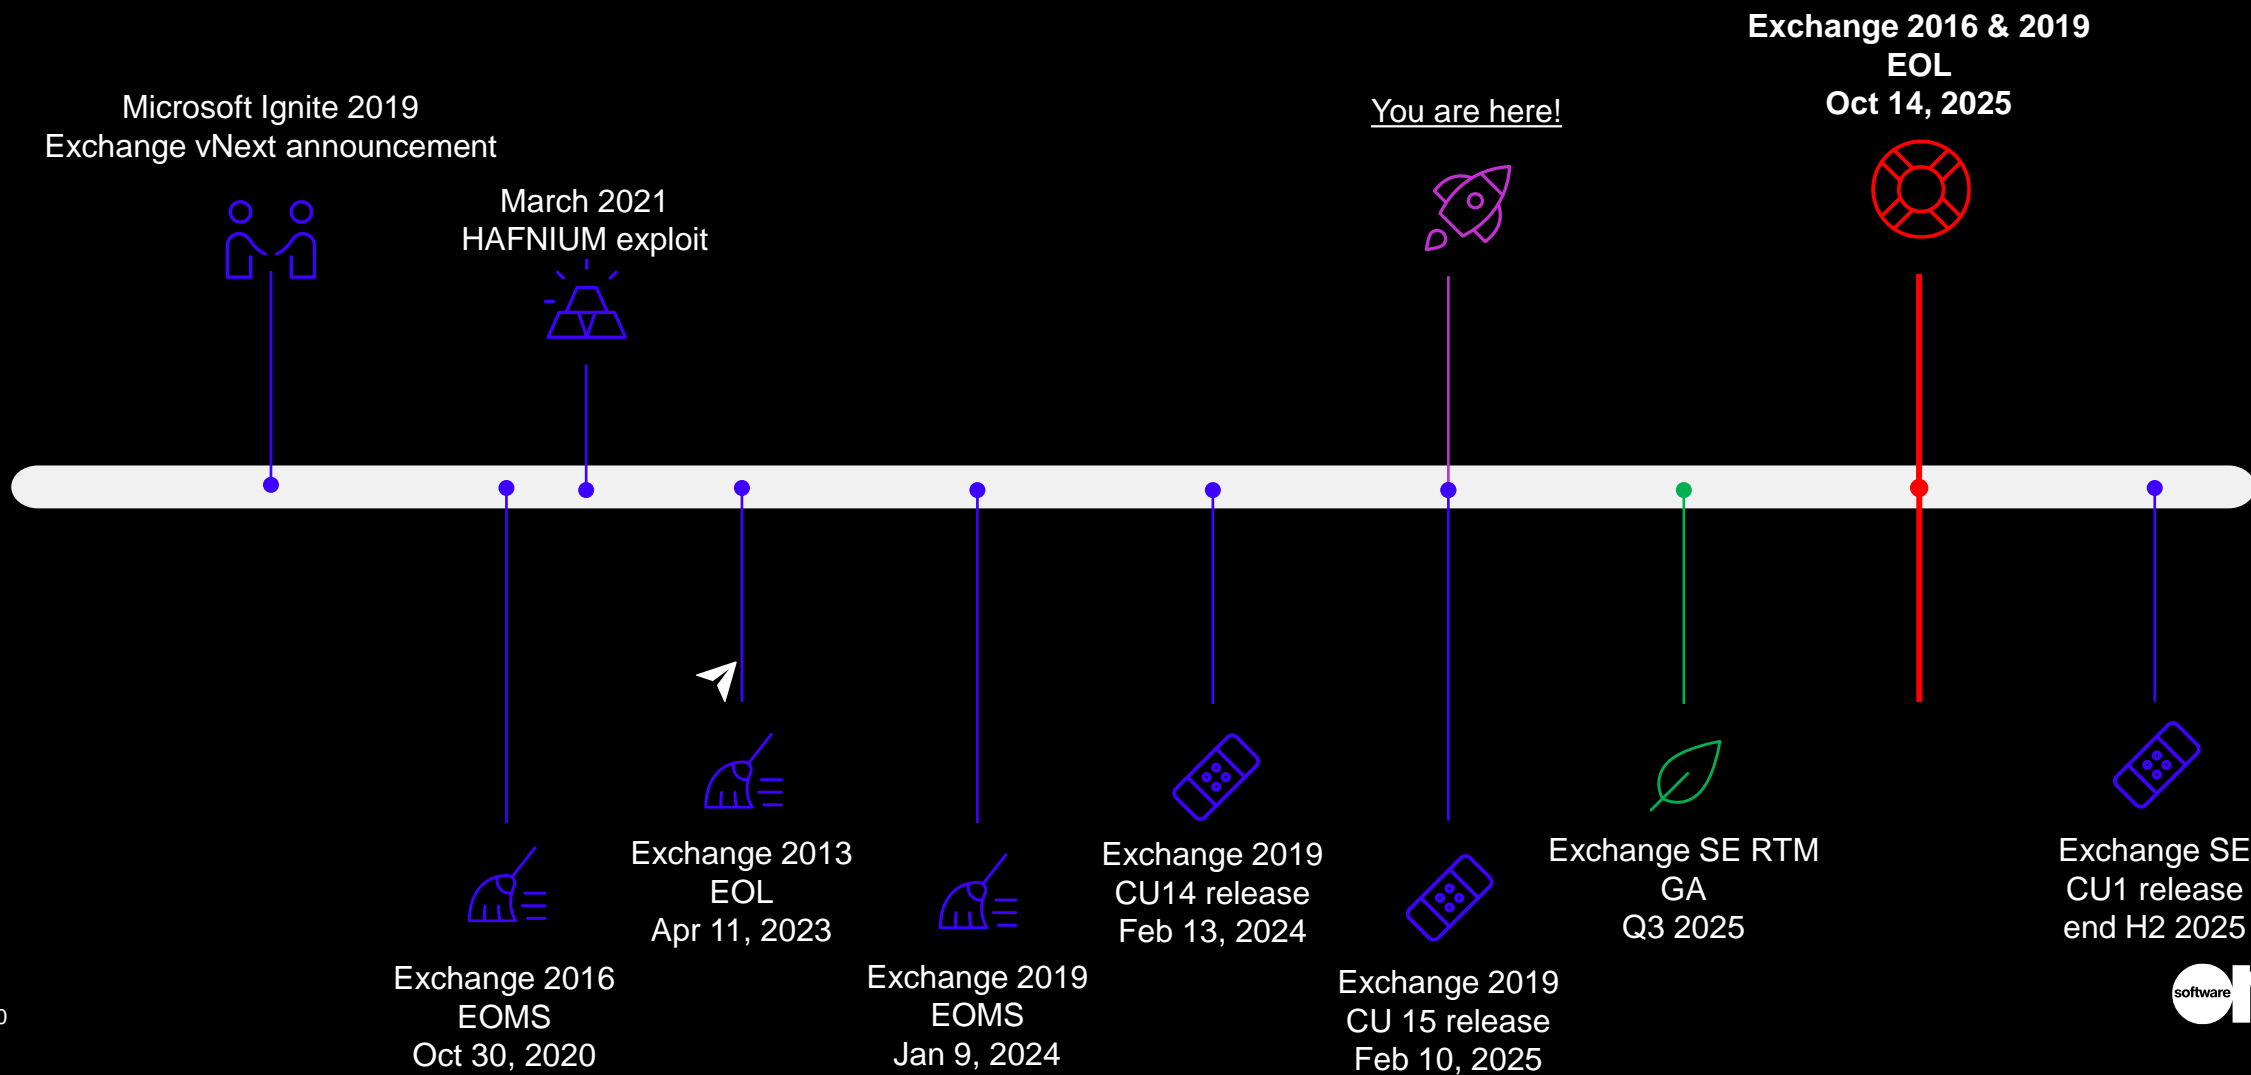 Exchange 2016 & 2019
EOL
Oct 14, 2025
Microsoft Ignite 2019
Exchange vNext announcement
You are here!
March 2021
HAFNIUM exploit
Exchange 2013
EOL
Apr 11, 2023
Exchange 2019
CU14 release
Feb 13, 2024
Exchange SE RTM
GA
Q3 2025
Exchange SE
CU1 release
end H2 2025
Exchange 2016
EOMS
Oct 30, 2020
Exchange 2019
EOMS
Jan 9, 2024
Exchange 2019
CU 15 release
Feb 10, 2025
software